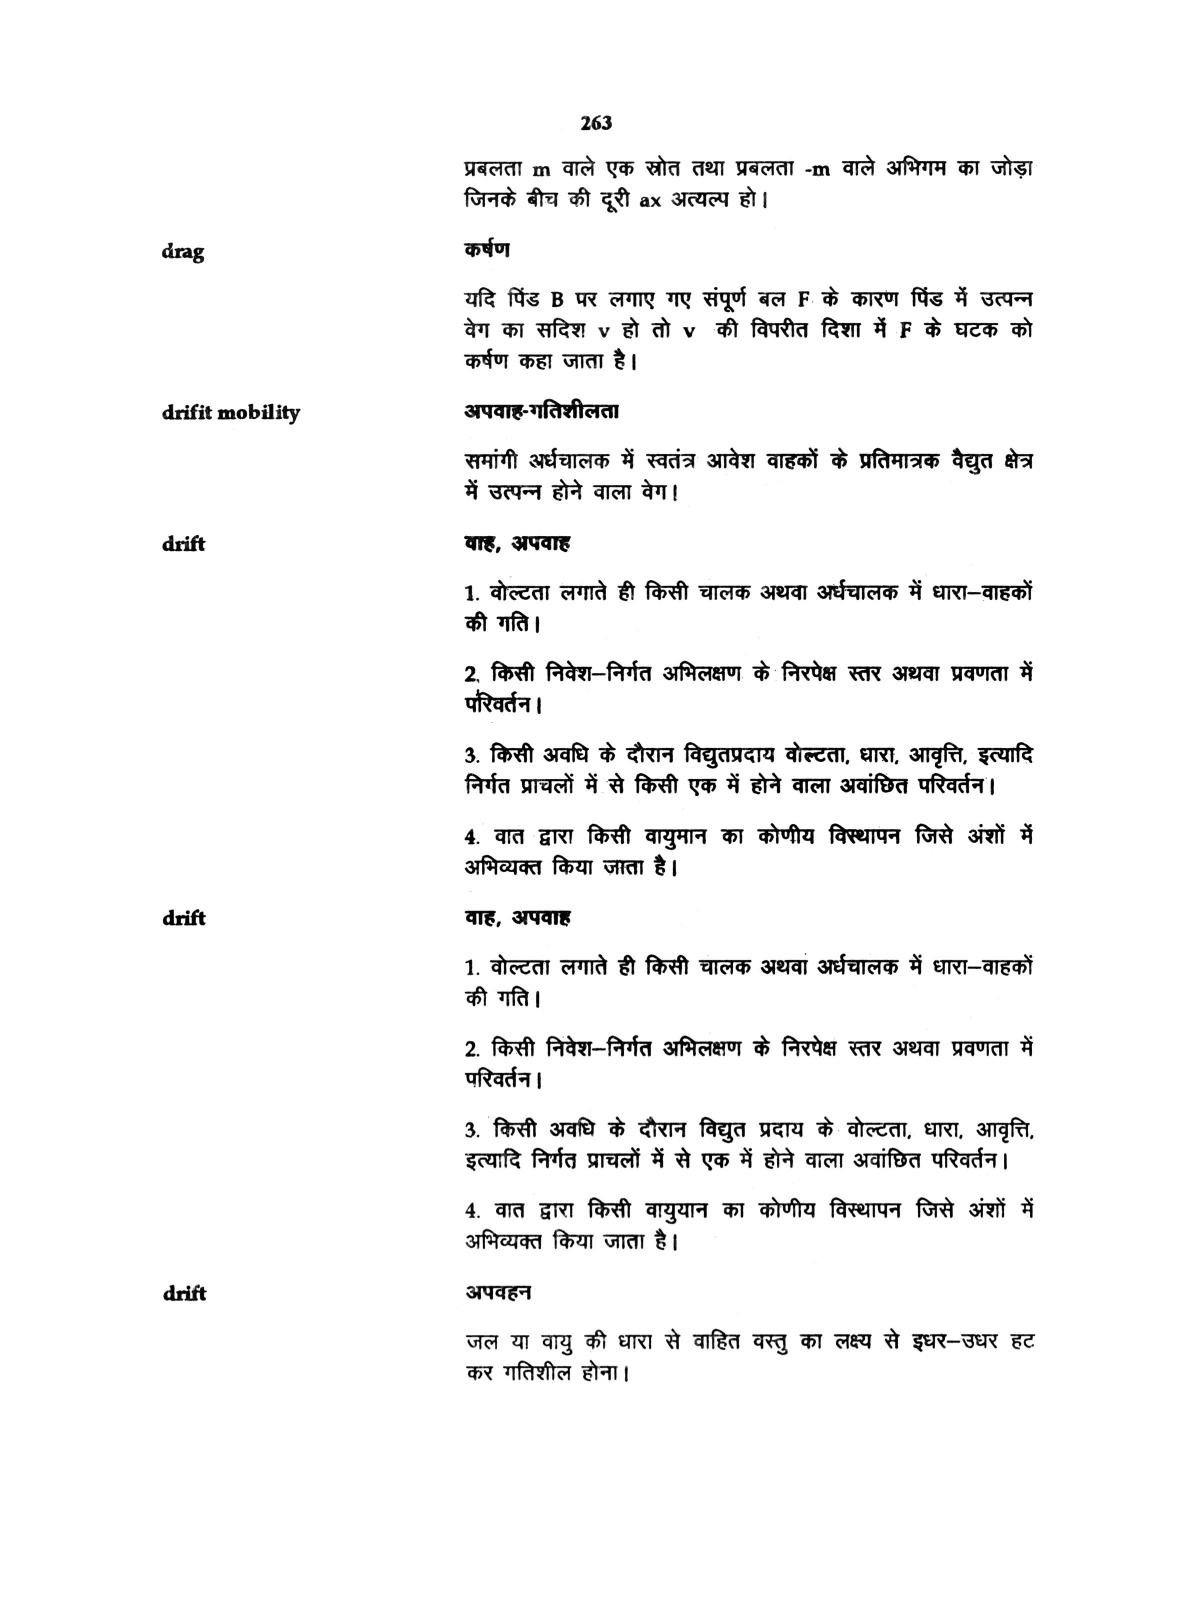 263
प्रबलता m वाले एक स्रोत तथा प्रबलता -m वाले अभिगम का जोड़ा
जिनके बीच की दूरी ax अत्यल्प हो।
drag कर्षण
यदि पिंड B पर लगाए गए संपूर्ण बल F के कारण पिंड में उत्पन्न
वेग का सदिश v हो तो v की विपरीत दिशा में F के घटक को
कर्षण कहा जाता है।
drifit mobility अपवाह-गतिशीलता
समांगी अर्धचालक में स्वतंत्र आवेश वाहकों के प्रतिमात्रक वैद्युत क्षेत्र
में उत्पन्न होने वाला वेग।
drift वाह, अपवाह
1. वोल्टता लगाते ही किसी चालक अथवा अर्धचालक में धारा–वाहकों
की गति।
2. किसी निवेश–निर्गत अभिलक्षण के निरपेक्ष स्तर अथवा प्रवणता में
परिवर्तन।
3. किसी अवधि के दौरान विद्युतप्रदाय वोल्टता, धारा, आवृत्ति, इत्यादि
निर्गत प्राचलों में से किसी एक में होने वाला अवांछित परिवर्तन।
4. वात द्वारा किसी वायुमान का कोणीय विस्थापन जिसे अंशों में
अभिव्यक्त किया जाता है।
drift वाह, अपवाह
1. वोल्टता लगाते ही किसी चालक अथवा अर्धचालक में धारा–वाहकों
की गति।
2. किसी निवेश–निर्गत अभिलक्षण के निरपेक्ष स्तर अथवा प्रवणता में
परिवर्तन।
3. किसी अवधि के दौरान विद्युत प्रदाय के वोल्टता, धारा, आवृत्ति,
इत्यादि निर्गत प्राचलों में से एक में होने वाला अवांछित परिवर्तन।
4. वात द्वारा किसी वायुयान का कोणीय विस्थापन जिसे अंशों में
अभिव्यक्त किया जाता है।
drift अपवहन
जल या वायु की धारा से वाहित वस्तु का लक्ष्य से इधर–उधर हट
कर गतिशील होना।